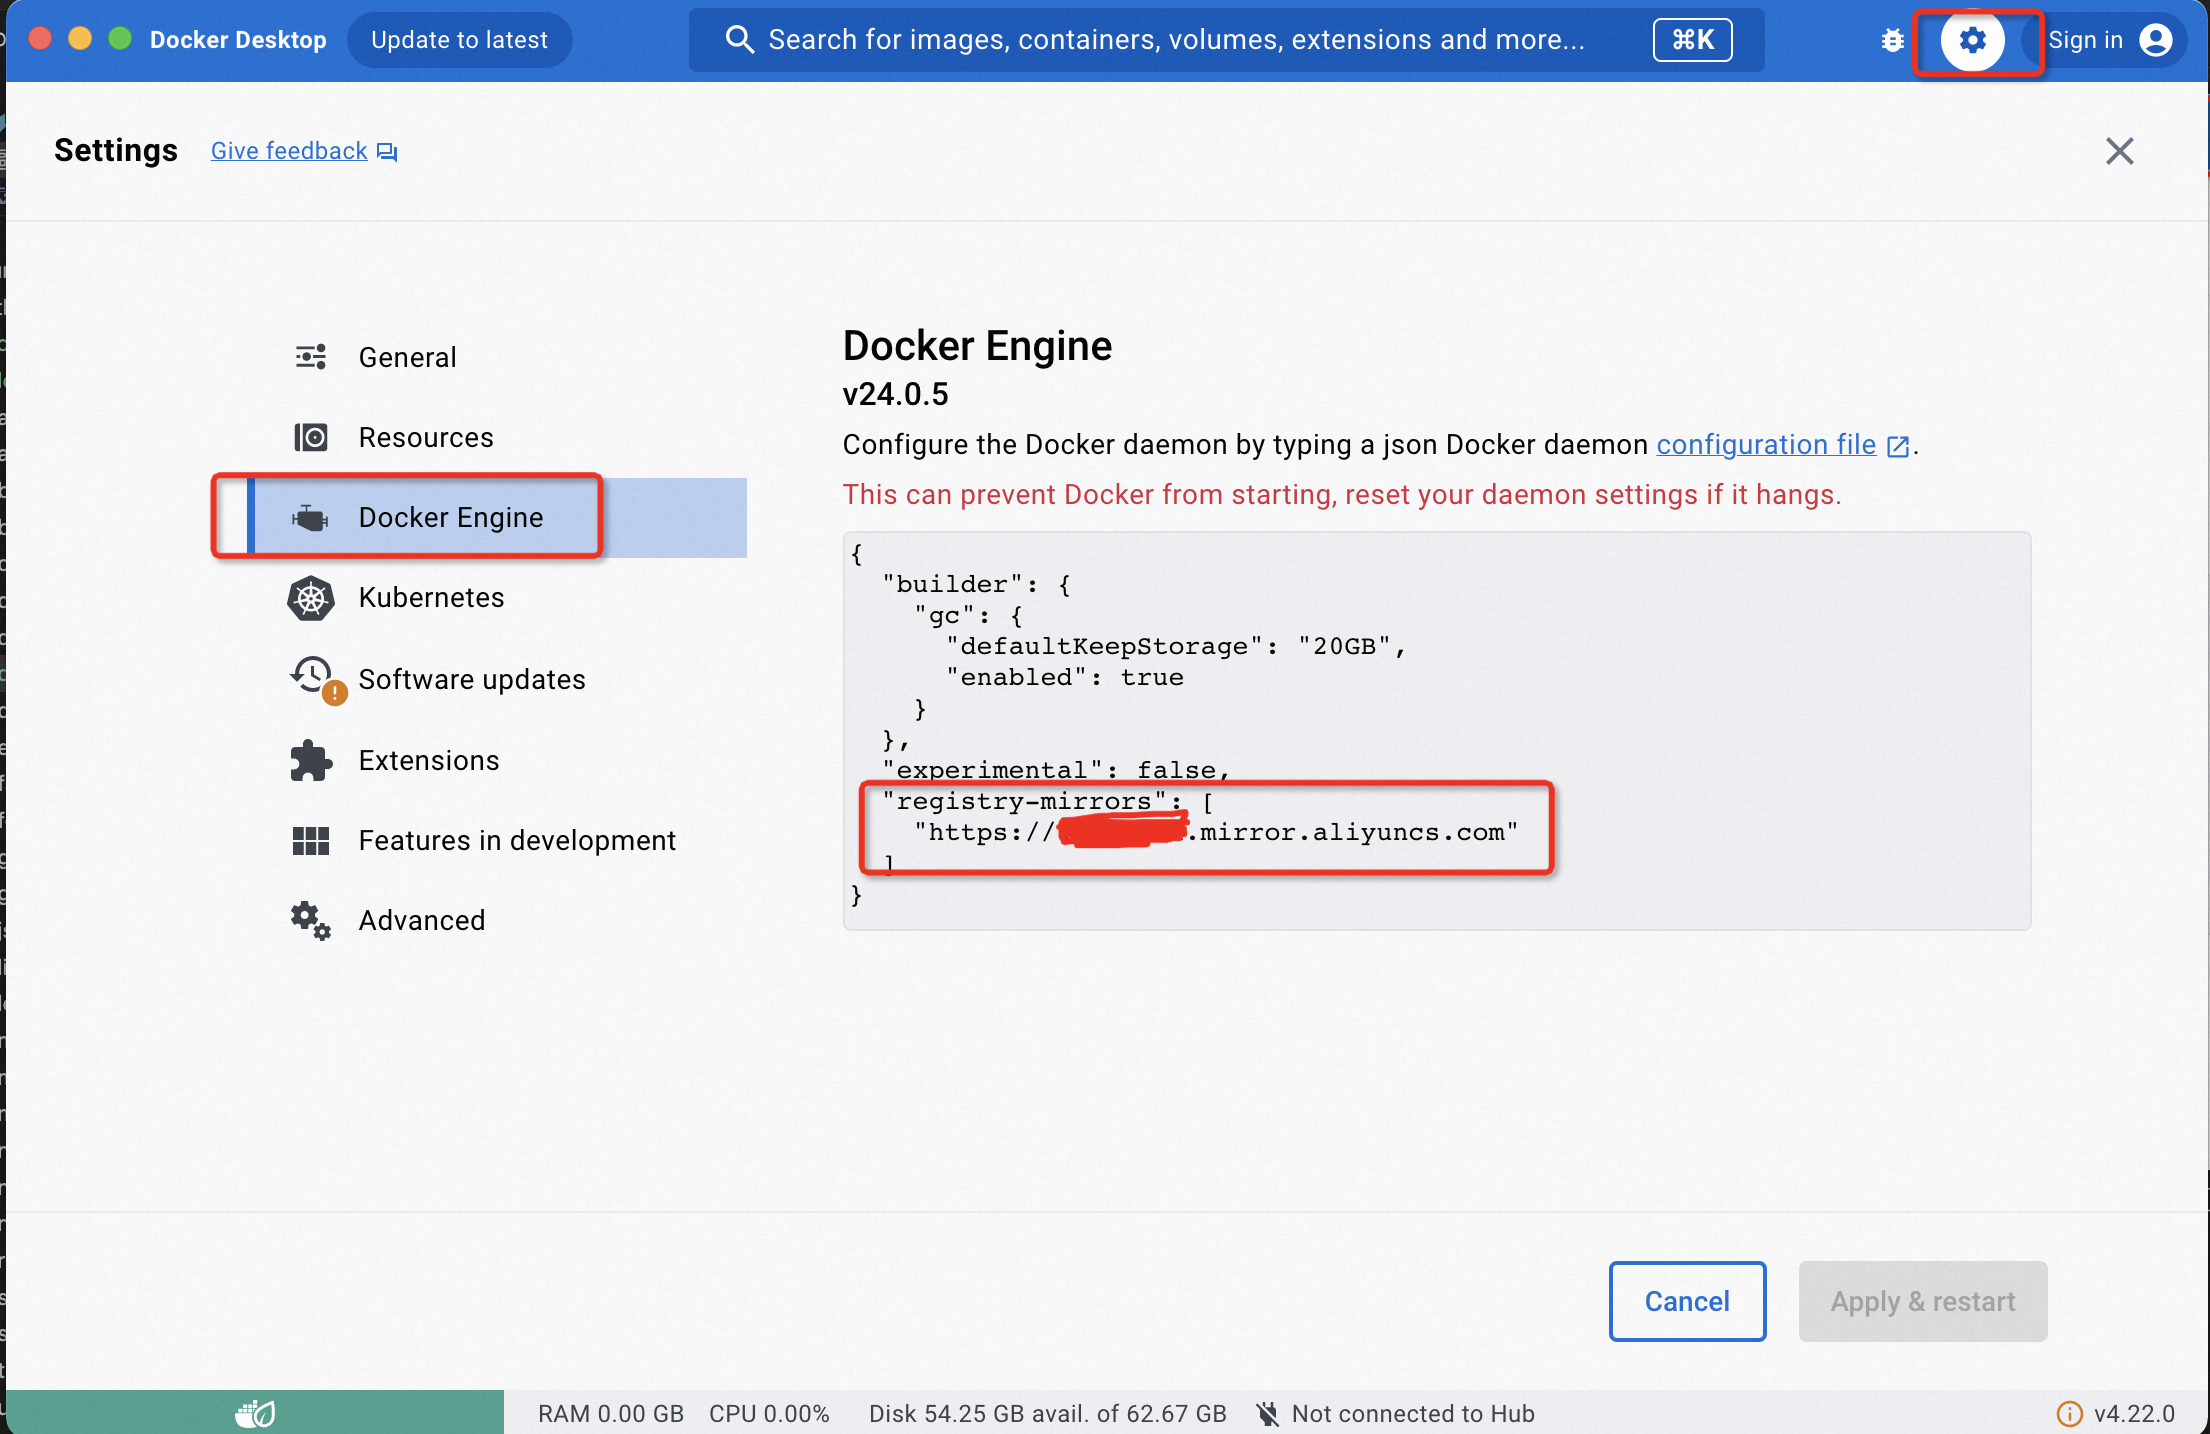 Docker Desktop Update to latest Search for images, containers, volumes, extensions and more... ⌘K Sign in
Settings Give feedback
General
Resources
Docker Engine
Kubernetes
Software updates
Extensions
Features in development
Advanced
Docker Engine
v24.0.5
Configure the Docker daemon by typing a json Docker daemon configuration file.
This can prevent Docker from starting, reset your daemon settings if it hangs.
{
"builder": {
"gc": {
"defaultKeepStorage": "20GB",
"enabled": true
}
},
"experimental": false,
"registry-mirrors": [
"https:// .mirror.aliyuncs.com"
]
}
Cancel Apply & restart
RAM 0.00 GB CPU 0.00% Disk 54.25 GB avail. of 62.67 GB Not connected to Hub v4.22.0